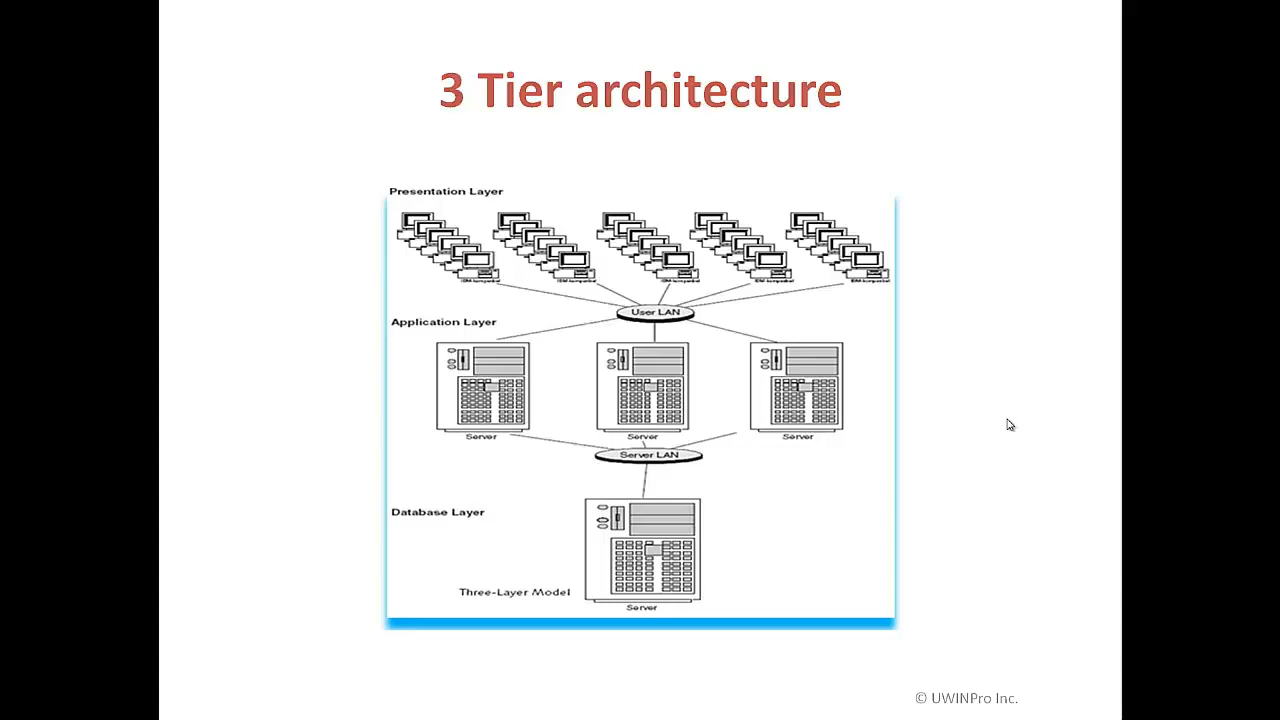 3 Tier architecture
Presentation Layer
User LAN
Application Layer
Server Server Server
Server LAN
Database Layer
Three-Layer Model
Server
© UWINPro Inc.